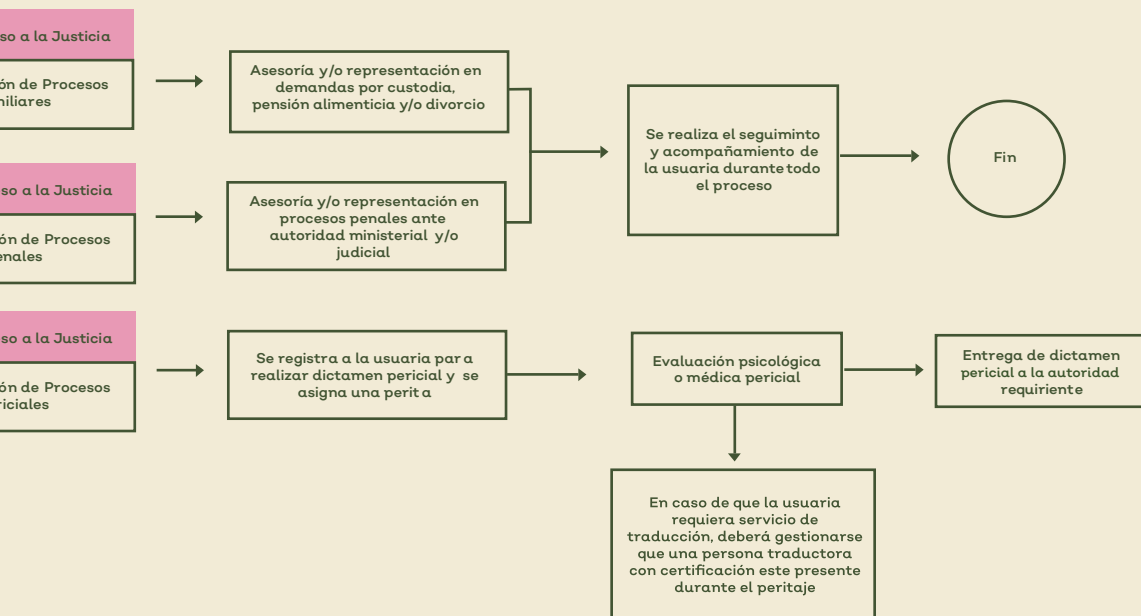 so a la Justicia
ón de Procesos
niliares
Asesoría y/o representación en
demandas por custodia,
pensión alimenticia y/o divorcio
so a la Justicia
ón de Procesos
enales
Asesoría y/o representación en
procesos penales ante
autoridad ministerial y/o
judicial
Se realiza el seguiminto
y acompañamiento de
la usuaria durante todo
el proceso
Fin
so a la Justicia
ón de Procesos
riciales
Se registra a la usuaria para
realizar dictamen pericial y se
asigna una perita
Evaluación psicológica
o médica pericial
Entrega de dictamen
pericial a la autoridad
requiriente
En caso de que la usuaria
requiera servicio de
traducción, deberá gestionarse
que una persona traductora
con certificación este presente
durante el peritaje